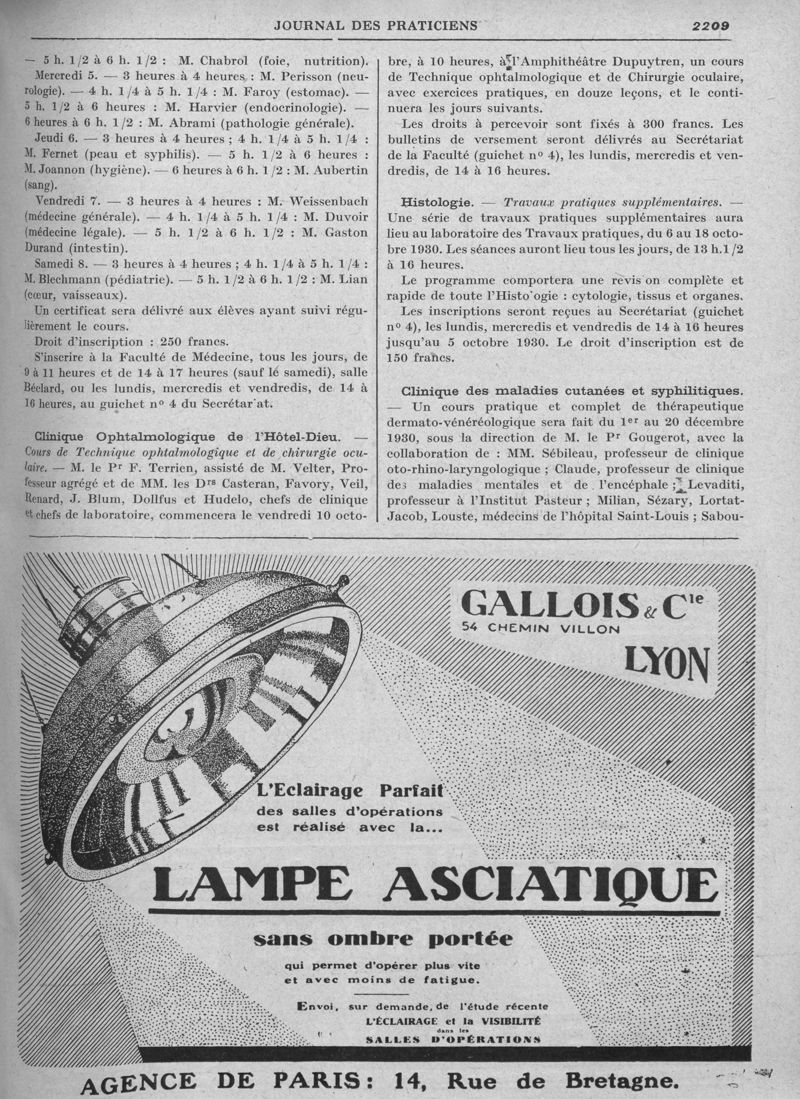 JOURNAL DES PRATICIENS 2209
— 5 h. 1/2 à 6 h. 1/2 : M. Chabrol (foie, nutrition).
Mercredi 5. — 3 heures à 4 heures, : M. Perisson (neu-
rologie). — 4 h. 1/4 à 5 h. 1/4 : M. Faroy (estomac). —
5 h. 1/2 à 6 heures : M. Harvier (endocrinologie). —
6 heures à 6 h. 1/2 : M. Abrami (pathologie générale).
Jeudi 6. — 3 heures à 4 heures ; 4 h. 1/4 à 5 h. 1/4 :
M. Fernet (peau et syphilis). — 5 h. 1/2 à 6 heures :
M. Joannon (hygiène). — 6 heures à 6 h. 1/2 : M. Aubertin
(sang).
Vendredi 7. — 3 heures à 4 heures : M. Weissenbach
(médecine générale). — 4 h. 1/4 à 5 h. 1/4 : M. Duvoir
(médecine légale). — 5 h. 1/2 à 6 h. 1/2 : M. Gaston
Durand (intestin).
Samedi 8. — 3 heures à 4 heures ; 4 h. 1/4 à 5 h. 1/4 :
M. Blechmann (pédiatrie). — 5 h. 1/2 à 6 h. 1/2 : M. Lian
(cœur, vaisseaux).
Un certificat sera délivré aux élèves ayant suivi régu-
lièrement le cours.
Droit d'inscription : 250 francs.
S'inscrire à la Faculté de Médecine, tous les jours, de
9 à 11 heures et de 14 à 17 heures (sauf lé samedi), salle
Béclard, ou les lundis, mercredis et vendredis, de 14 à
16 heures, au guichet n° 4 du Secrétar'at.
Clinique Ophtalmologique de l'Hôtel-Dieu. —
Cours de Technique ophtalmologique et de chirurgie ocu-
laire. — M. le Pr F. Terrien, assisté de M. Velter, Pro-
fesseur agrégé et de MM. les Drs Casteran, Favory, Veil,
Renard, J. Blum, Dollfus et Hudelo, chefs de clinique
et chefs de laboratoire, commencera le vendredi 10 octo-
bre, à 10 heures, à l'Amphithéâtre Dupuytren, un cours
de Technique ophtalmologique et de Chirurgie oculaire,
avec exercices pratiques, en douze leçons, et le conti-
nuera les jours suivants.
Les droits à percevoir sont fixés à 300 francs. Les
bulletins de versement seront délivrés au Secrétariat
de la Faculté (guichet n° 4), les lundis, mercredis et ven-
dredis, de 14 à 16 heures.
Histologie. — Travaux pratiques supplémentaires. —
Une série de travaux pratiques supplémentaires aura
lieu au laboratoire des Travaux pratiques, du 6 au 18 octo-
bre 1930. Les séances auront lieu tous les jours, de 13 h.1/2
à 16 heures.
Le programme comportera une révis on complète et
rapide de toute l'Histo'ogie : cytologie, tissus et organes.
Les inscriptions seront reçues au Secrétariat (guichet
n° 4), les lundis, mercredis et vendredis de 14 à 16 heures
jusqu'au 5 octobre 1930. Le droit d'inscription est de
150 francs.
Clinique des maladies cutanées et syphilitiques.
— Un cours pratique et complet de thérapeutique
dermato-vénéréologique sera fait du 1er au 20 décembre
1930, sous la direction de M. le Pr Gougerot, avec la
collaboration de : MM. Sébileau, professeur de clinique
oto-rhino-laryngologique ; Claude, professeur de clinique
des maladies mentales et de l'encéphale ; Levaditi,
professeur à l'Institut Pasteur ; Milian, Sézary, Lortat-
Jacob, Louste, médecins de l'hôpital Saint-Louis ; Sabou-
GALLOIS & Cie
54 CHEMIN VILLON
LYON
L'Eclairage Parfait
des salles d'opérations
est réalisé avec la...
LAMPE ASCIATIQUE
sans ombre portée
qui permet d'opérer plus vite
et avec moins de fatigue.
Envoi, sur demande, de l'étude récente
L'ÉCLAIRAGE et la VISIBILITÉ
dans les
SALLES D'OPÉRATIONS
AGENCE DE PARIS : 14, Rue de Bretagne.